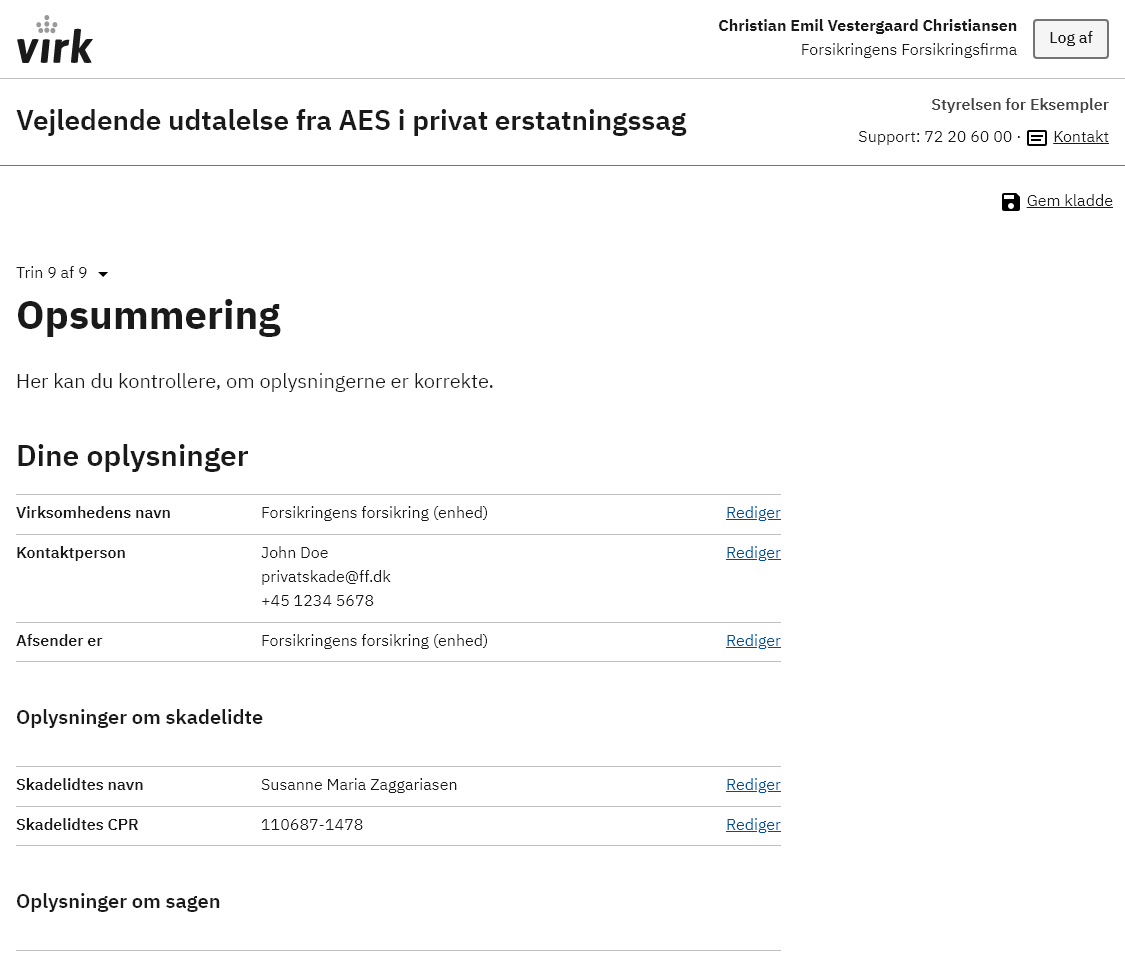 virk
Christian Emil Vestergaard Christiansen
Forsikringens Forsikringsfirma
Log af
Vejledende udtalelse fra AES i privat erstatningssag
Styrelsen for Eksempler
Support: 72 20 60 00 · Kontakt
Gem kladde
Trin 9 af 9
Opsummering
Her kan du kontrollere, om oplysningerne er korrekte.
Dine oplysninger
Virksomhedens navn Forsikringens forsikring (enhed) Rediger
Kontaktperson John Doe Rediger
privatskade@ff.dk
+45 1234 5678
Afsender er Forsikringens forsikring (enhed) Rediger
Oplysninger om skadelidte
Skadelidtes navn Susanne Maria Zaggariasen Rediger
Skadelidtes CPR 110687-1478 Rediger
Oplysninger om sagen